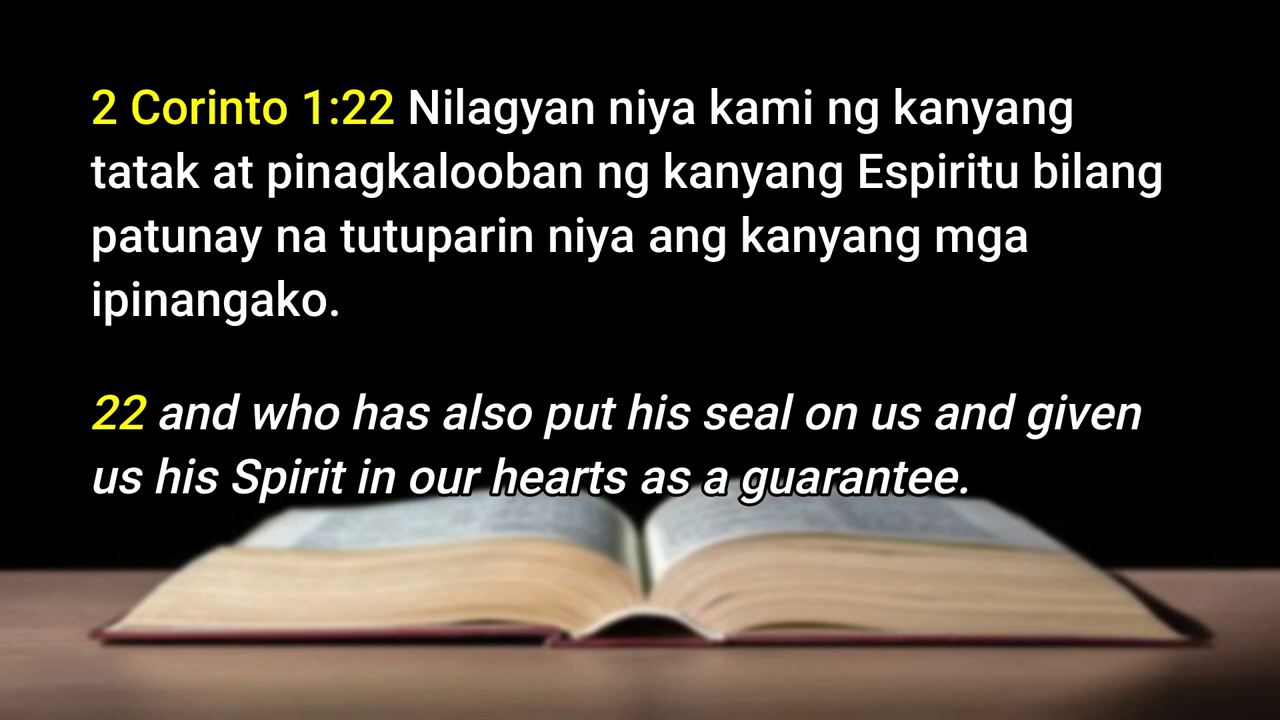 2 Corinto 1:22 Nilagyan niya kami ng kanyang
tatak at pinagkalooban ng kanyang Espiritu bilang
patunay na tutuparin niya ang kanyang mga
ipinangako.
22 and who has also put his seal on us and given
us his Spirit in our hearts as a guarantee.